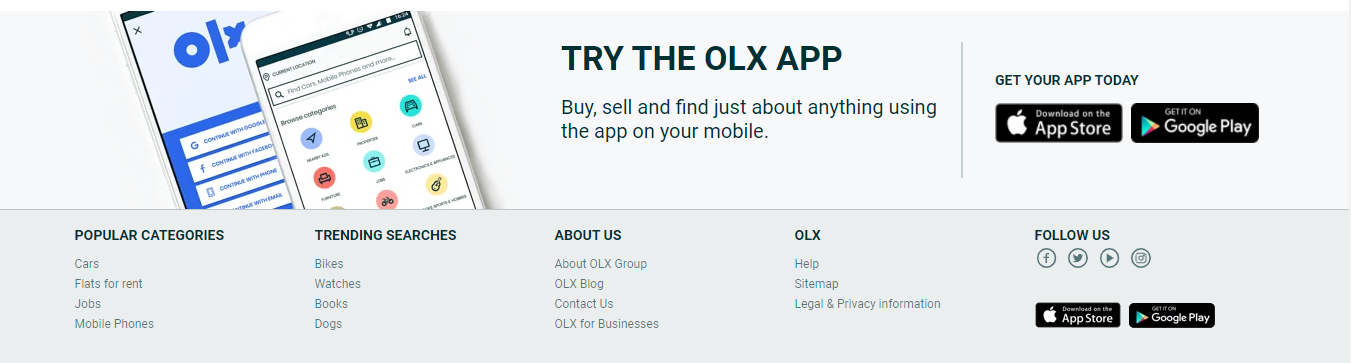 olx
CONTINUE WITH GOOGLE
CONTINUE WITH
CONTINUE WITH PHONE
CONTINUE WITH EMAIL
CURRENT LOCATION
Find Cars, Mobile Phones and more...
Browse categories
SEE ALL
NEARBY ADS
PROPERTIES
CARS
FURNITURE
JOBS
ELECTRONICS & APPLIANCES
SPORTS & HOBBIES
TRY THE OLX APP
Buy, sell and find just about anything using
the app on your mobile.
GET YOUR APP TODAY
Download on the
App Store
GET IT ON
Google Play
POPULAR CATEGORIES
Cars
Flats for rent
Jobs
Mobile Phones
TRENDING SEARCHES
Bikes
Watches
Books
Dogs
ABOUT US
About OLX Group
OLX Blog
Contact Us
OLX for Businesses
OLX
Help
Sitemap
Legal & Privacy information
FOLLOW US
Download on the
App Store
GET IT ON
Google Play